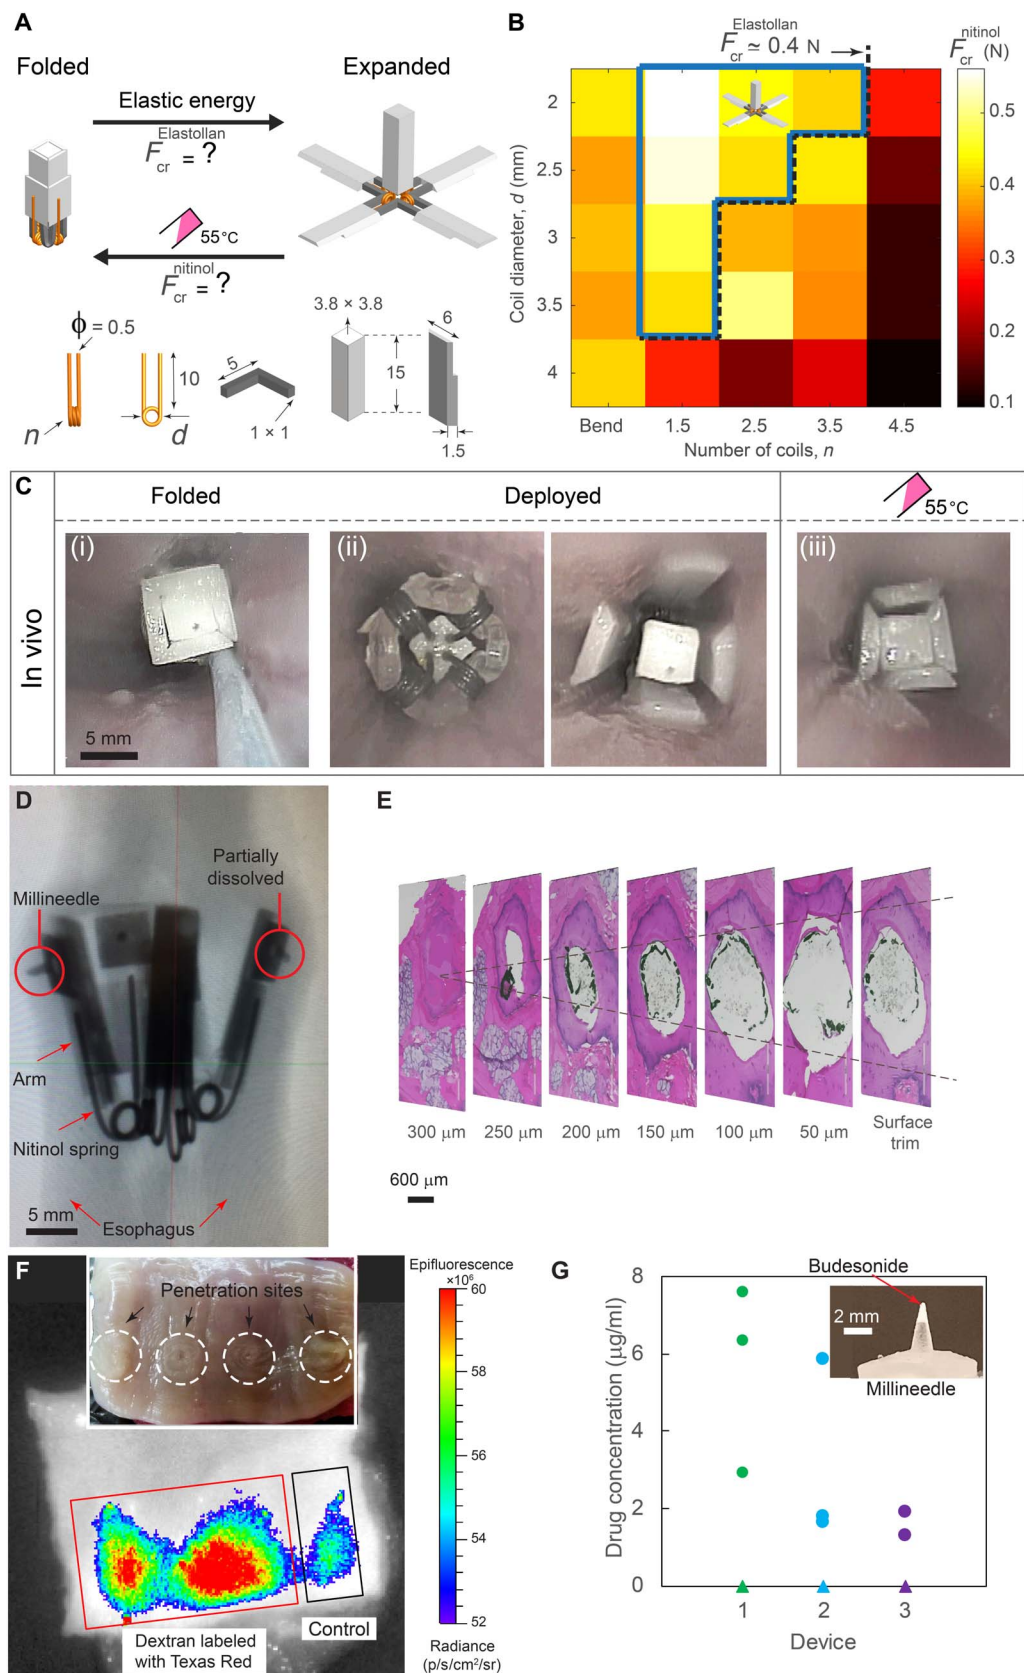 A
Folded
Expanded
Elastic energy
F_cr^Elastollan = ?
55°C
F_cr^nitinol = ?
ϕ = 0.5
10
n
d
5
1 × 1
3.8 × 3.8
15
6
1.5
B
F_cr^Elastollan ≃ 0.4 N
F_cr^nitinol (N)
Coil diameter, d (mm)
2
2.5
3
3.5
4
Bend
1.5
2.5
3.5
4.5
Number of coils, n
0.5
0.4
0.3
0.2
0.1
C
Folded
Deployed
55°C
In vivo
(i)
(ii)
(iii)
5 mm
D
Millineedle
Partially
dissolved
Arm
Nitinol spring
5 mm
Esophagus
E
300 μm
250 μm
200 μm
150 μm
100 μm
50 μm
Surface
trim
600 μm
F
Penetration sites
Epifluorescence
×10⁶
60
58
56
54
52
Radiance
(p/s/cm²/sr)
Dextran labeled
with Texas Red
Control
G
Budesonide
2 mm
Millineedle
Drug concentration (μg/ml)
8
6
4
2
0
1
2
3
Device